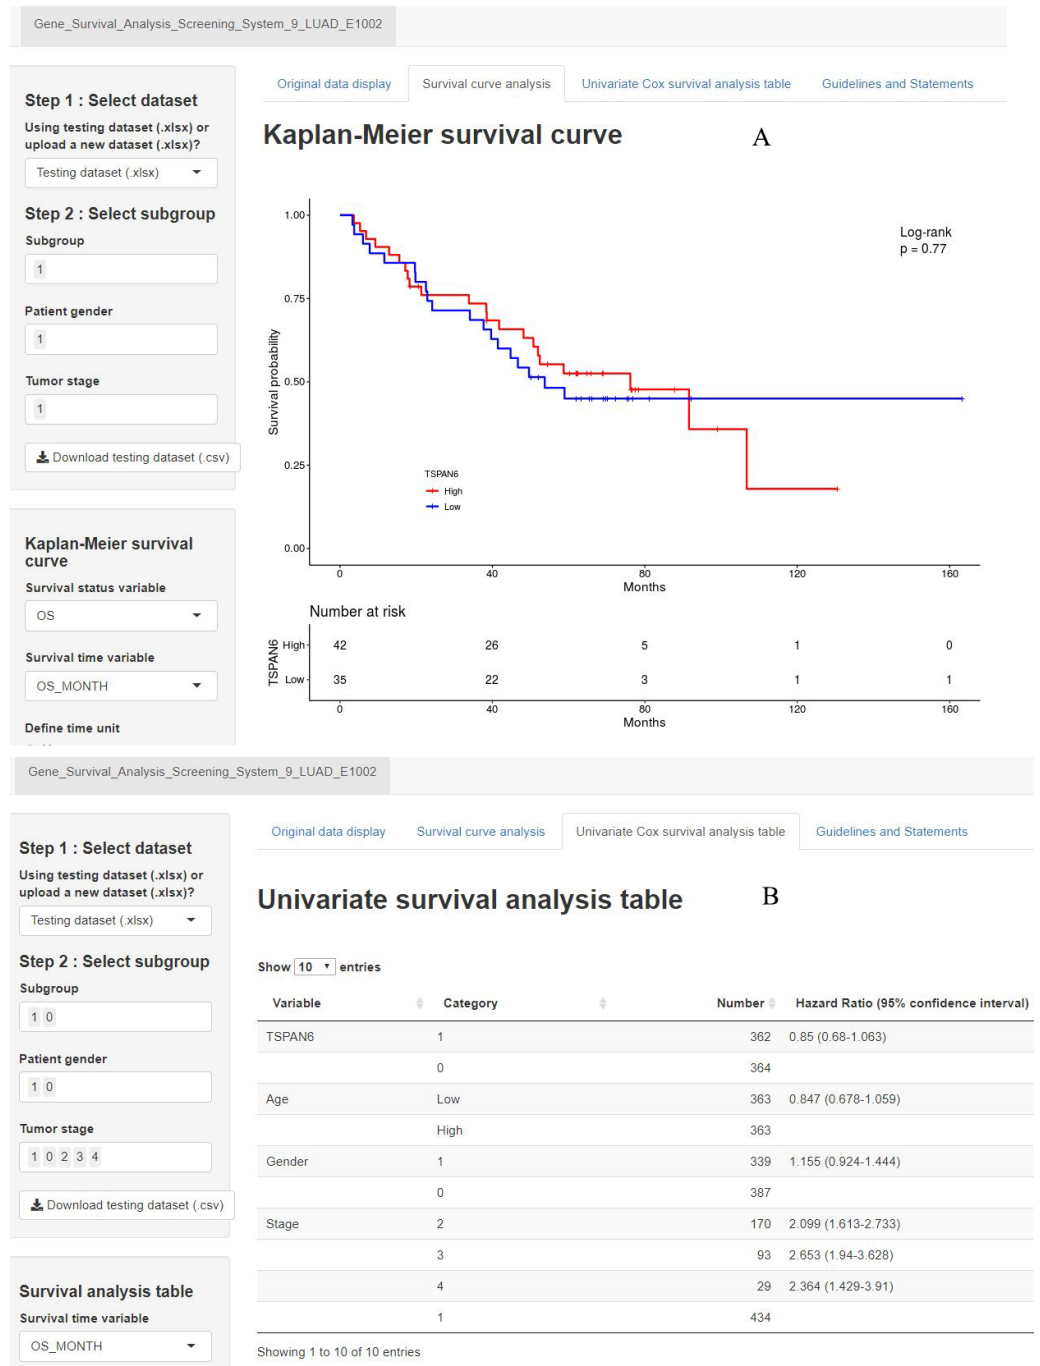 Gene_Survival_Analysis_Screening_System_9_LUAD_E1002
Original data display Survival curve analysis Univariate Cox survival analysis table Guidelines and Statements
Step 1 : Select dataset
Using testing dataset (.xlsx) or
upload a new dataset (.xlsx)?
Testing dataset (.xlsx)
Step 2 : Select subgroup
Subgroup
1
Patient gender
1
Tumor stage
1
Download testing dataset (.csv)
Kaplan-Meier survival
curve
Survival status variable
OS
Survival time variable
OS_MONTH
Define time unit
Kaplan-Meier survival curve A
Log-rank
p = 0.77
Survival probability
1.00
0.75
0.50
0.25
0.00
TSPAN6
High
Low
0 40 80 120 160
Months
Number at risk
TSPAN6
High 42 26 5 1 0
Low 35 22 3 1 1
0 40 80 120 160
Months
Gene_Survival_Analysis_Screening_System_9_LUAD_E1002
Original data display Survival curve analysis Univariate Cox survival analysis table Guidelines and Statements
Step 1 : Select dataset
Using testing dataset (.xlsx) or
upload a new dataset (.xlsx)?
Testing dataset (.xlsx)
Step 2 : Select subgroup
Subgroup
1 0
Patient gender
1 0
Tumor stage
1 0 2 3 4
Download testing dataset (.csv)
Survival analysis table
Survival time variable
OS_MONTH
Univariate survival analysis table B
Show 10 entries
Variable Category Number Hazard Ratio (95% confidence interval)
TSPAN6 1 362 0.85 (0.68-1.063)
0 364
Age Low 363 0.847 (0.678-1.059)
High 363
Gender 1 339 1.155 (0.924-1.444)
0 387
Stage 2 170 2.099 (1.613-2.733)
3 93 2.653 (1.94-3.628)
4 29 2.364 (1.429-3.91)
1 434
Showing 1 to 10 of 10 entries